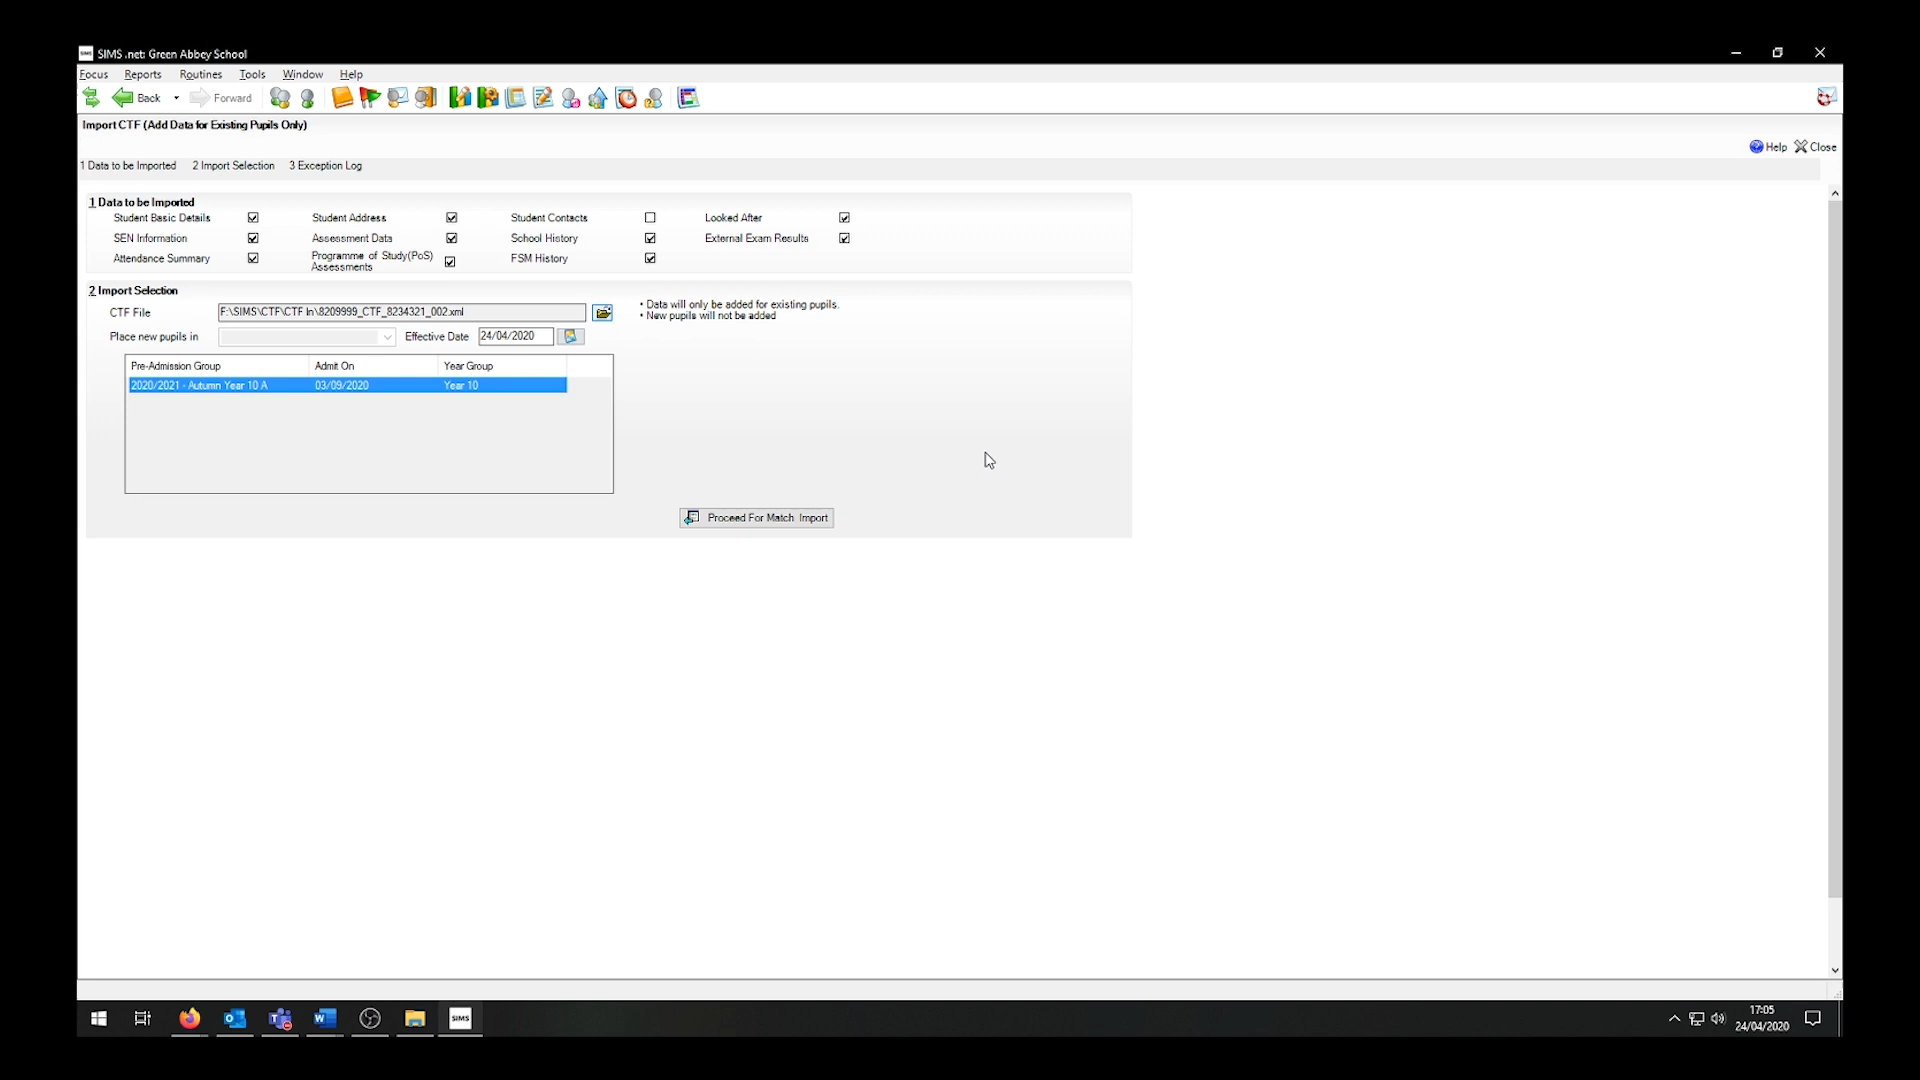 SIMS .net: Green Abbey School
Focus Reports Routines Tools Window Help
Back Forward
Import CTF (Add Data for Existing Pupils Only)
Help Close
1 Data to be Imported 2 Import Selection 3 Exception Log
1 Data to be Imported
Student Basic Details Student Address Student Contacts Looked After
SEN Information Assessment Data School History External Exam Results
Attendance Summary Programme of Study(PoS) Assessments FSM History
2 Import Selection
CTF File F:\SIMS\CTF\CTF In\8209999_CTF_8234321_002.xml
• Data will only be added for existing pupils.
• New pupils will not be added
Place new pupils in Effective Date 24/04/2020
Pre-Admission Group Admit On Year Group
2020/2021 - Autumn Year 10 A 03/09/2020 Year 10
Proceed For Match Import
SIMS
17:05
24/04/2020